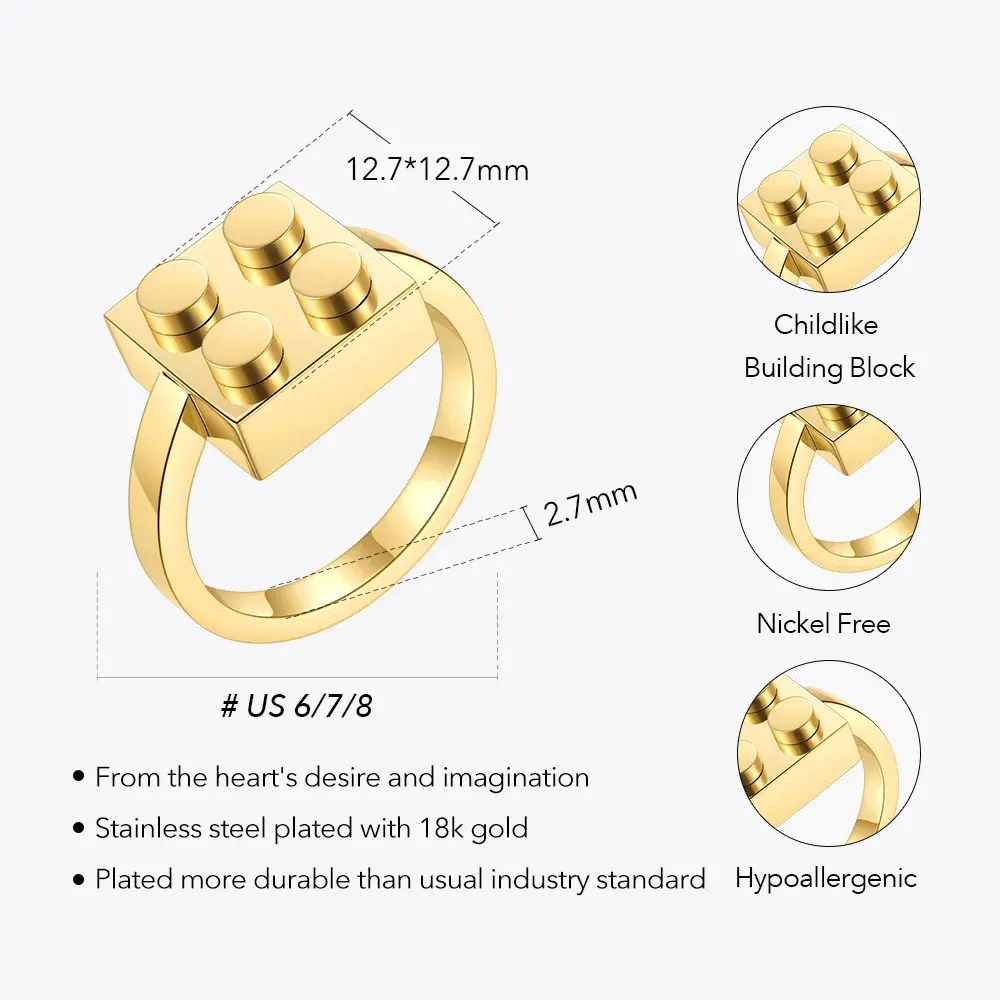 12.7*12.7mm
2.7mm
# US 6/7/8
Childlike
Building Block
Nickel Free
Hypoallergenic
• From the heart's desire and imagination
• Stainless steel plated with 18k gold
• Plated more durable than usual industry standard